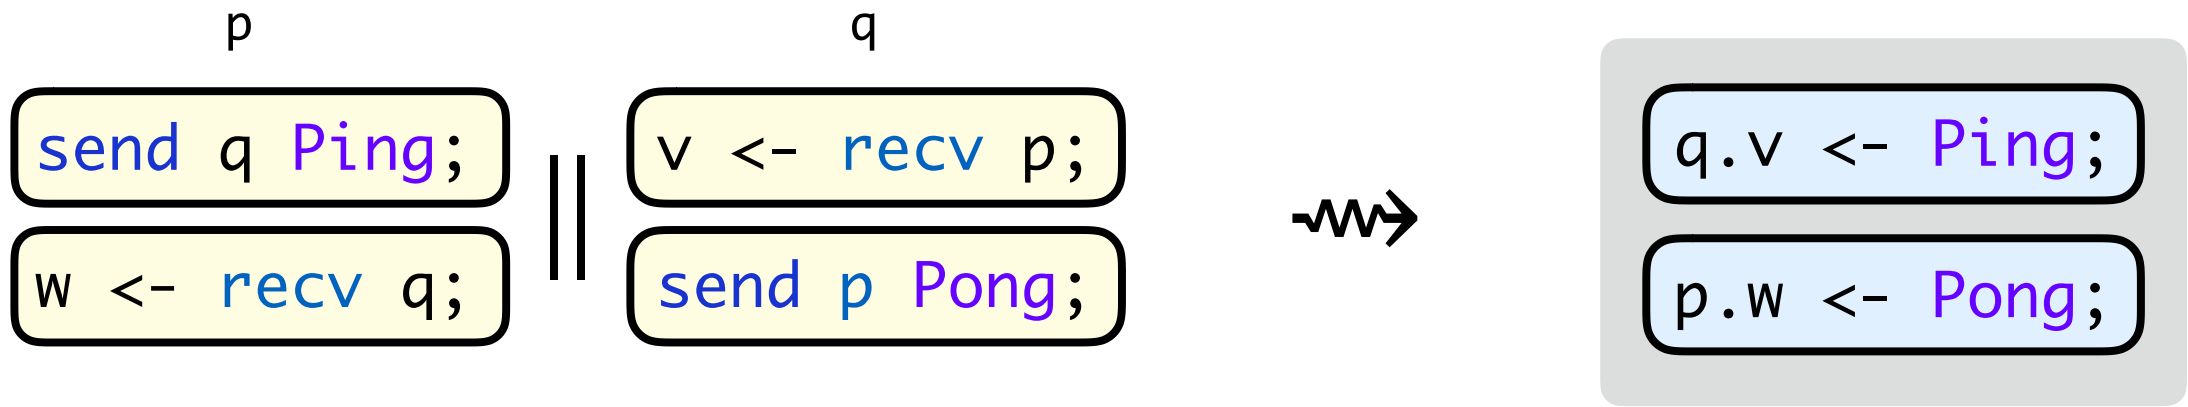 p
q
send q Ping;
v <- recv p;
q.v <- Ping;
w <- recv q;
send p Pong;
p.w <- Pong;